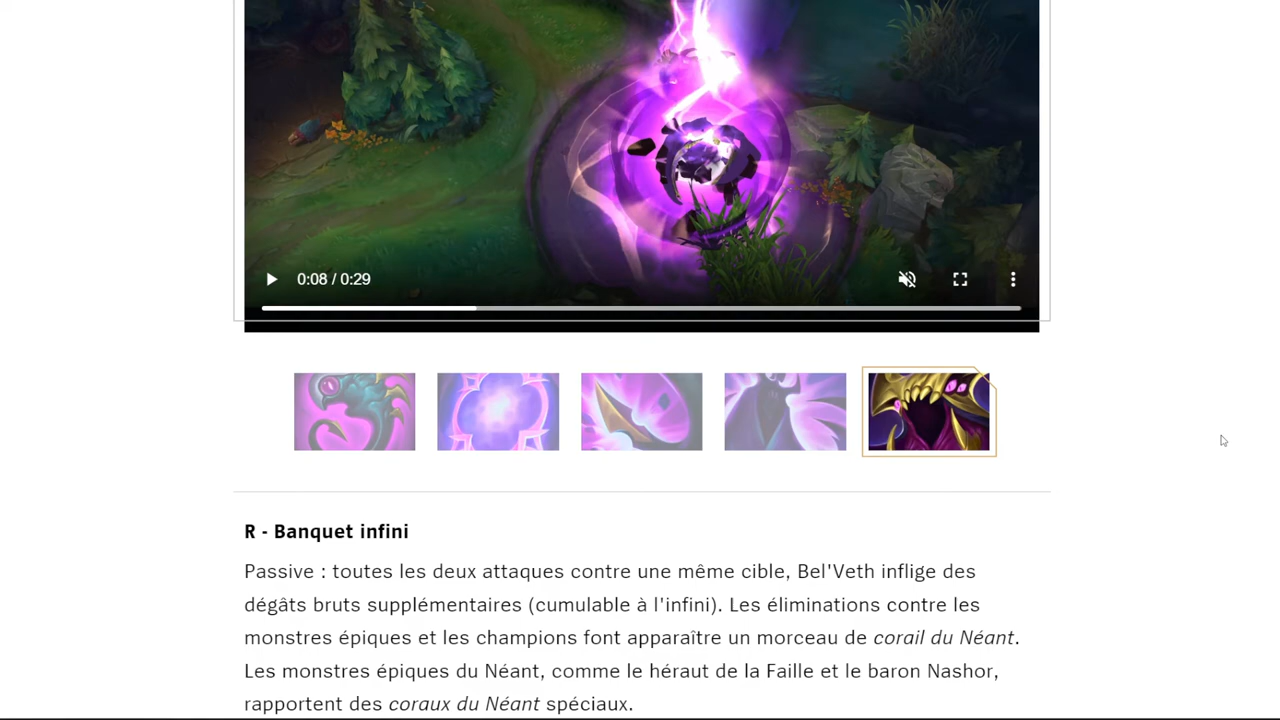 0:08 / 0:29
R - Banquet infini
Passive : toutes les deux attaques contre une même cible, Bel'Veth inflige des
dégâts bruts supplémentaires (cumulable à l'infini). Les éliminations contre les
monstres épiques et les champions font apparaître un morceau de corail du Néant.
Les monstres épiques du Néant, comme le héraut de la Faille et le baron Nashor,
rapportent des coraux du Néant spéciaux.